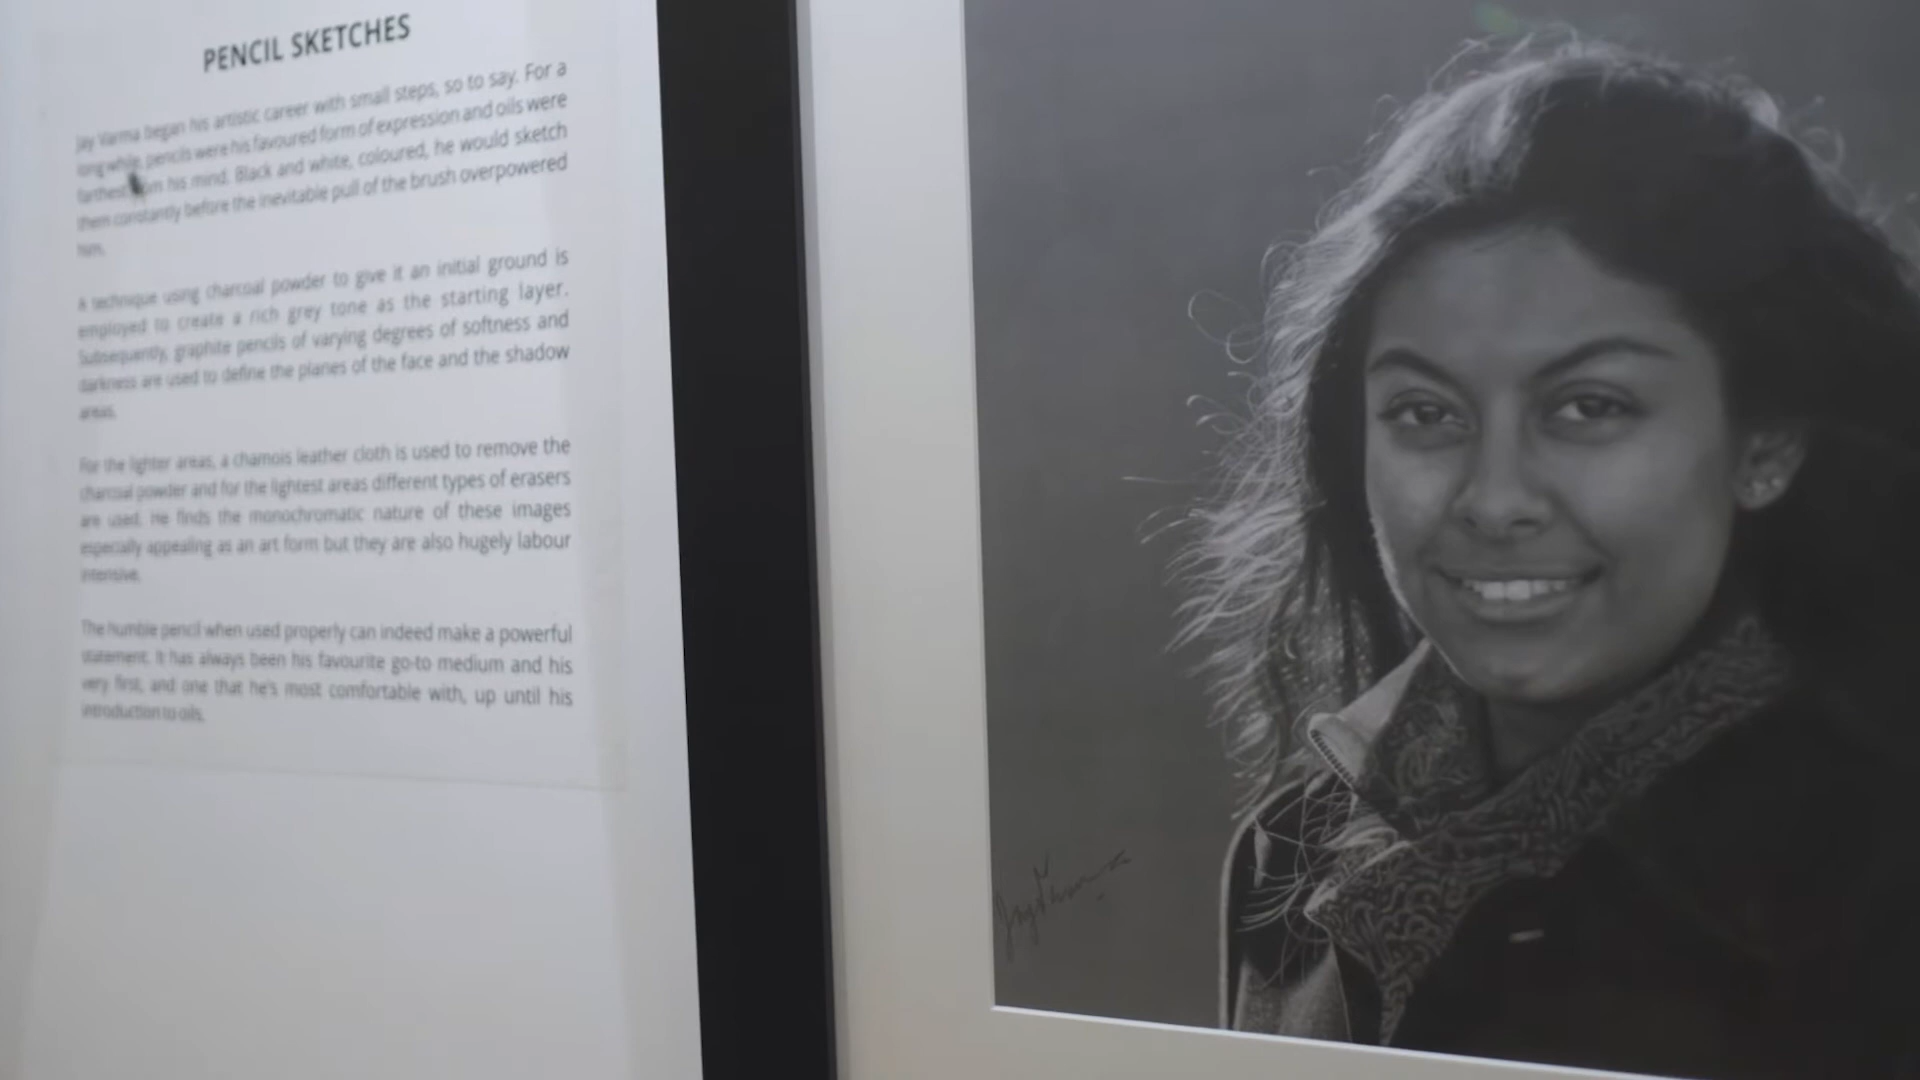 PENCIL SKETCHES
Jay Varma began his artistic career with small steps, so to say. For a
long while, pencils were his favoured form of expression and oils were
farthest from his mind. Black and white, coloured, he would sketch
them constantly before the inevitable pull of the brush overpowered
him.
A technique using charcoal powder to give it an initial ground is
employed to create a rich grey tone as the starting layer.
Subsequently, graphite pencils of varying degrees of softness and
darkness are used to define the planes of the face and the shadow
areas.
For the lighter areas, a chamois leather cloth is used to remove the
charcoal powder and for the lightest areas different types of erasers
are used. He finds the monochromatic nature of these images
especially appealing as an art form but they are also hugely labour
intensive.
The humble pencil when used properly can indeed make a powerful
statement. It has always been his favourite go-to medium and his
very first, and one that he's most comfortable with, up until his
introduction to oils.
Jay Varma